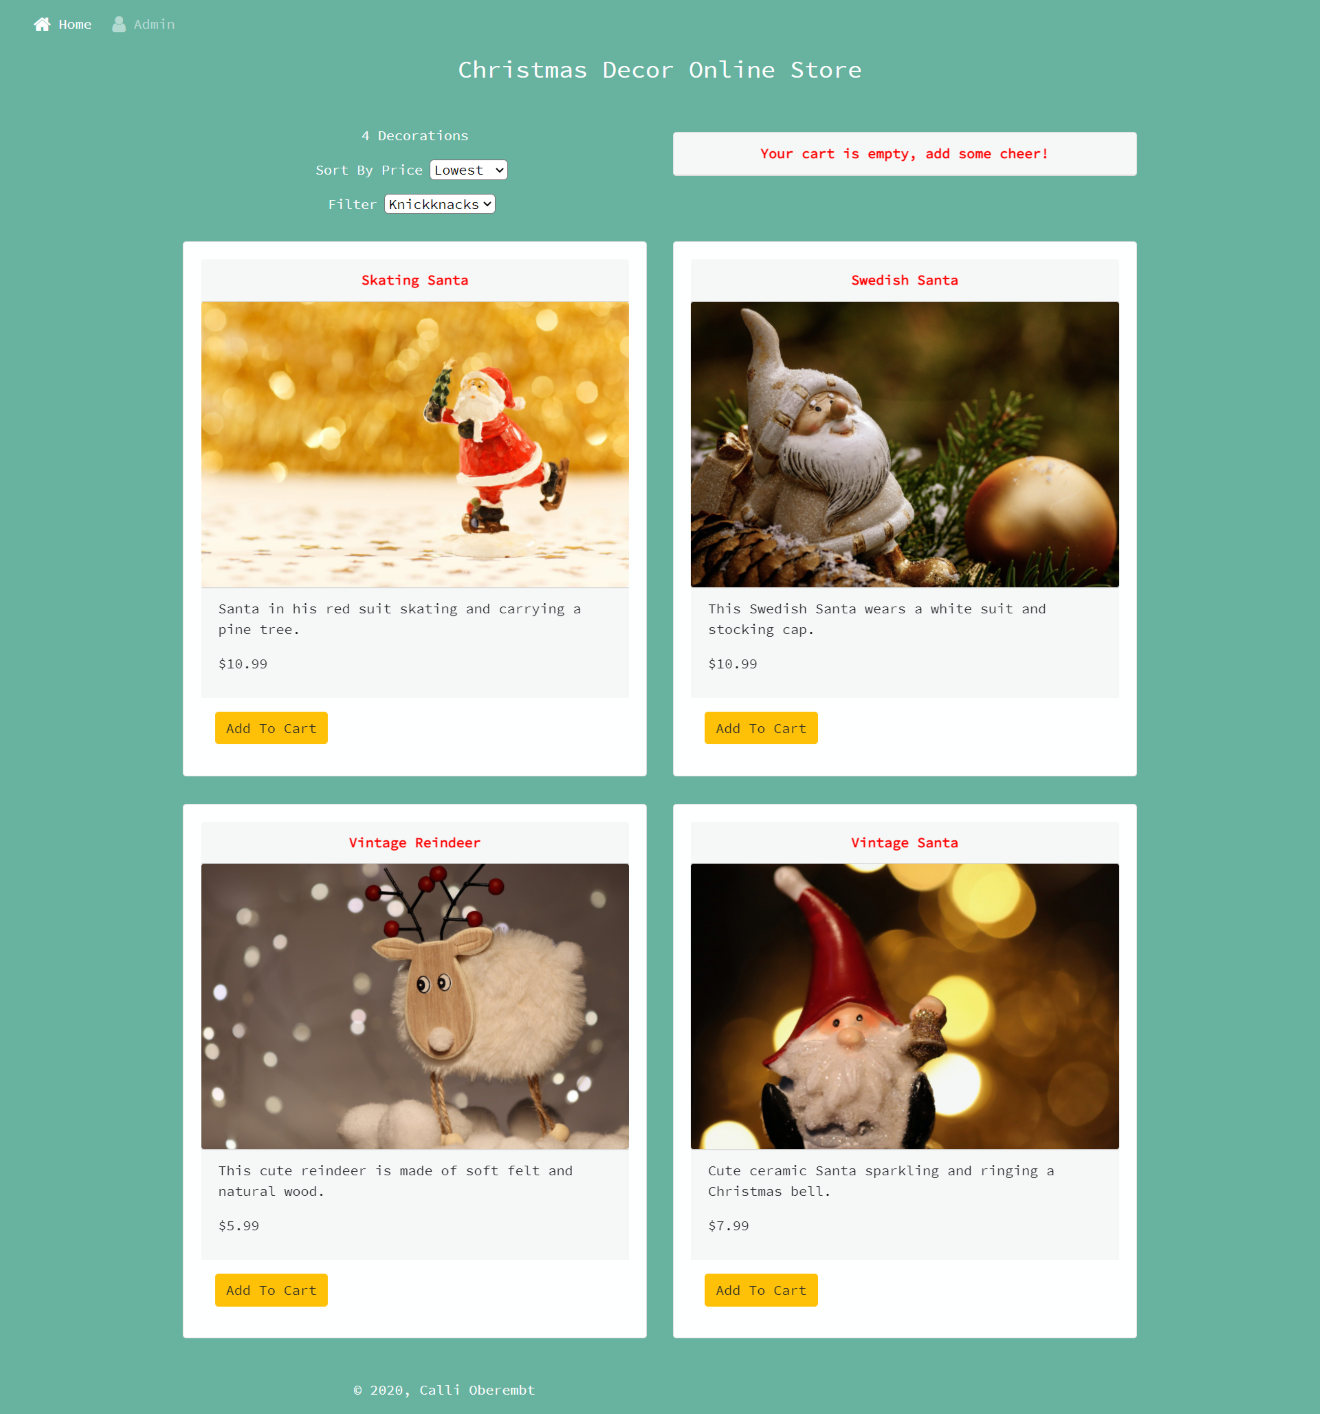 Home Admin
Christmas Decor Online Store
4 Decorations
Sort By Price Lowest
Filter Knickknacks
Your cart is empty, add some cheer!
Skating Santa
Santa in his red suit skating and carrying a
pine tree.
$10.99
Add To Cart
Swedish Santa
This Swedish Santa wears a white suit and
stocking cap.
$10.99
Add To Cart
Vintage Reindeer
This cute reindeer is made of soft felt and
natural wood.
$5.99
Add To Cart
Vintage Santa
Cute ceramic Santa sparkling and ringing a
Christmas bell.
$7.99
Add To Cart
© 2020, Calli Oberembt